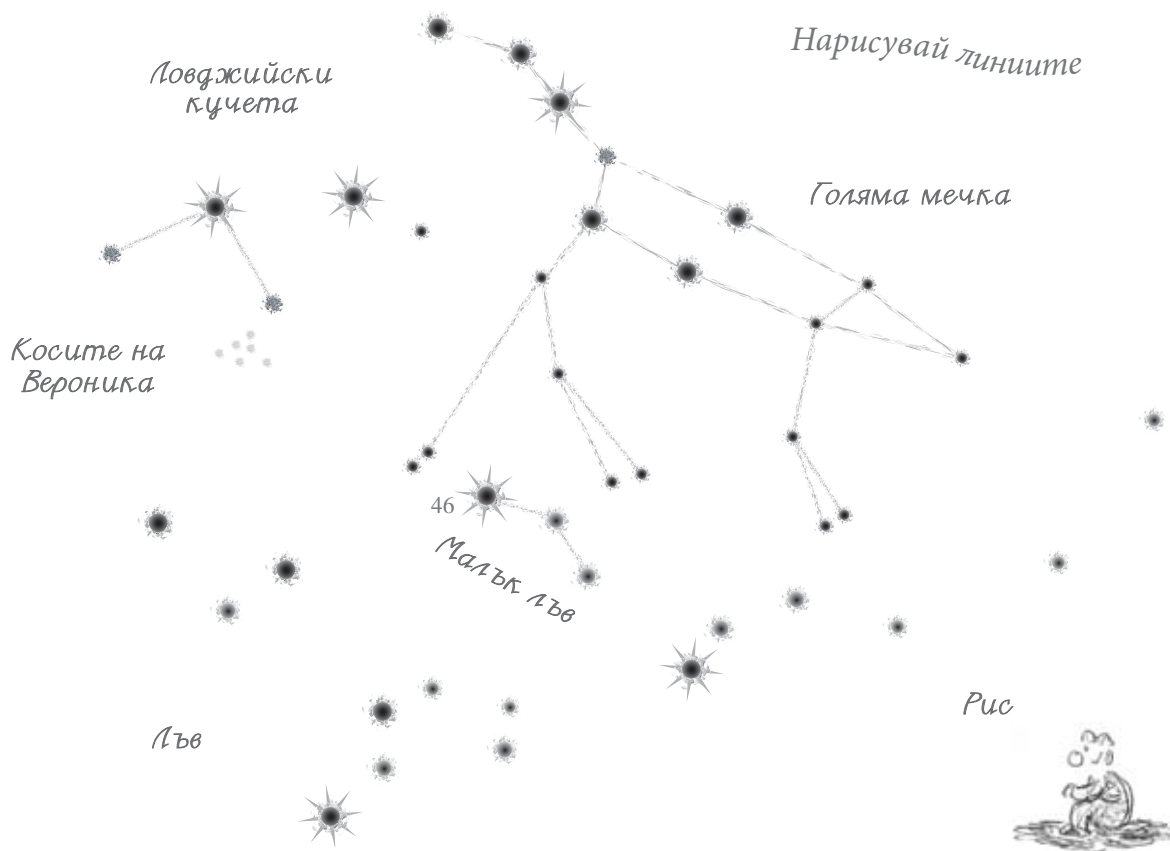 Нарисувай линиите
Ловджийски
кучета
Голяма мечка
Косите на
Вероника
46
Малък лъв
Рис
Лъв